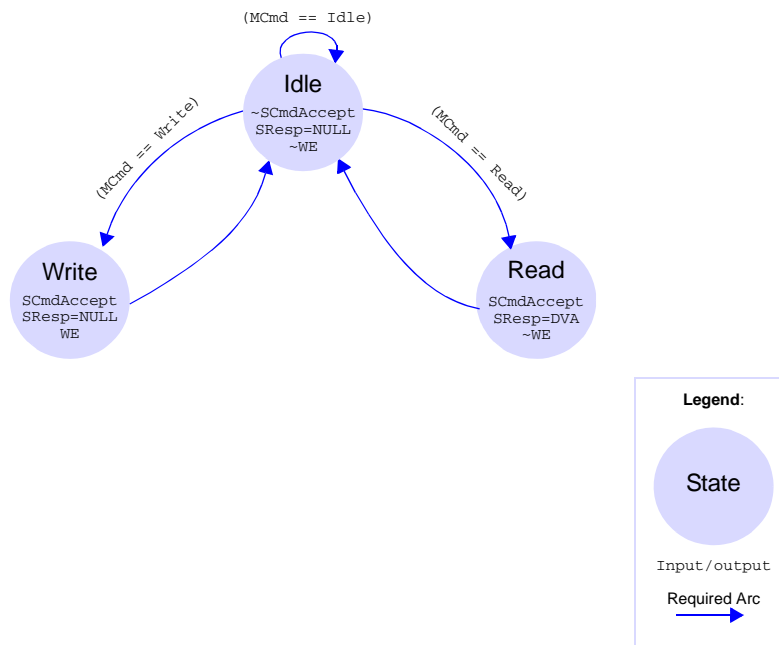 (MCmd == Idle)
Idle
~SCmdAccept
SResp=NULL
~WE
(MCmd == Write)
(MCmd == Read)
Write
SCmdAccept
SResp=NULL
WE
Read
SCmdAccept
SResp=DVA
~WE
Legend:
State
Input/output
Required Arc